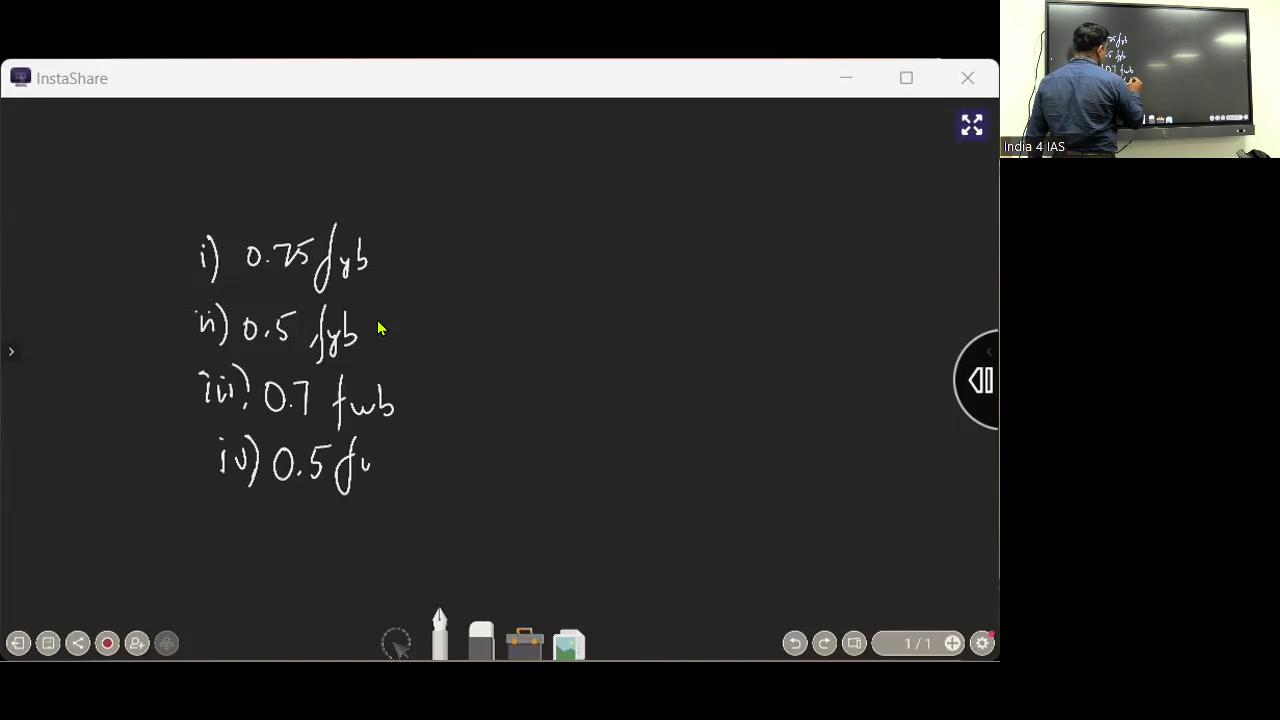 InstaShare
India 4 IAS
i) 0.75 fyb
ii) 0.5 fyb
iii) 0.7 fwb
iv) 0.5 f
1/1